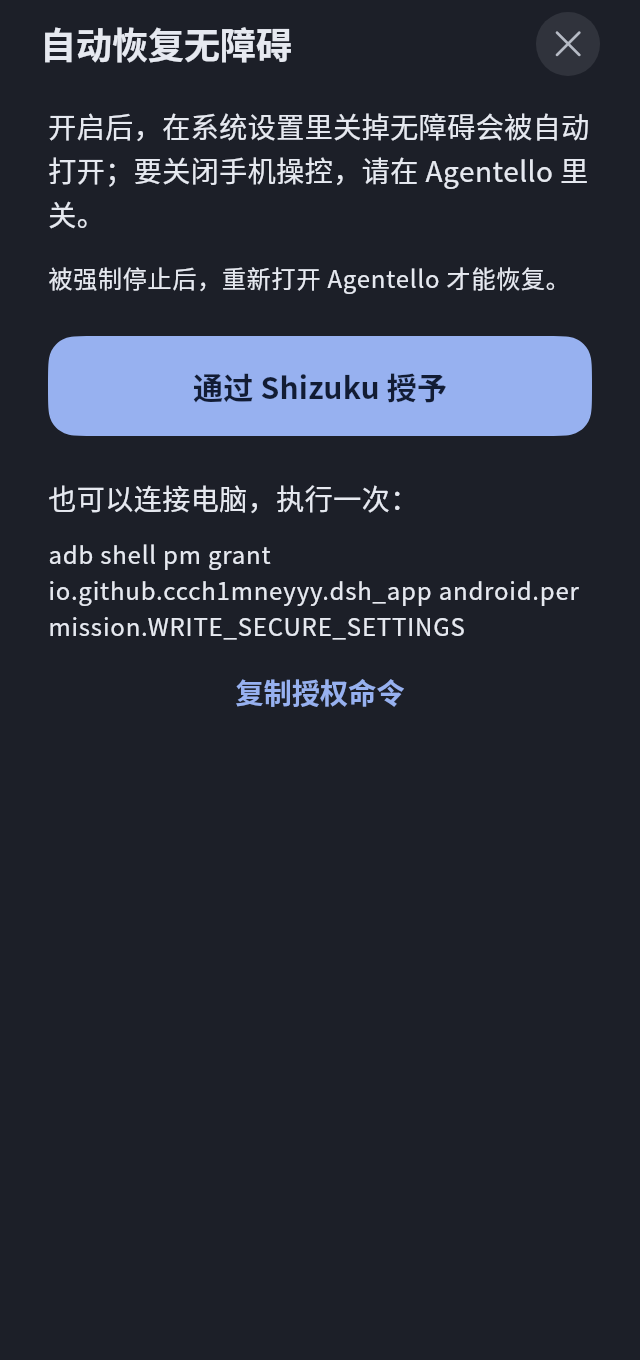 自动恢复无障碍
开启后，在系统设置里关掉无障碍会被自动
打开；要关闭手机操控，请在 Agentello 里
关。
被强制停止后，重新打开 Agentello 才能恢复。
通过 Shizuku 授予
也可以连接电脑，执行一次：
adb shell pm grant
io.github.ccch1mneyyy.dsh_app android.per
mission.WRITE_SECURE_SETTINGS
复制授权命令